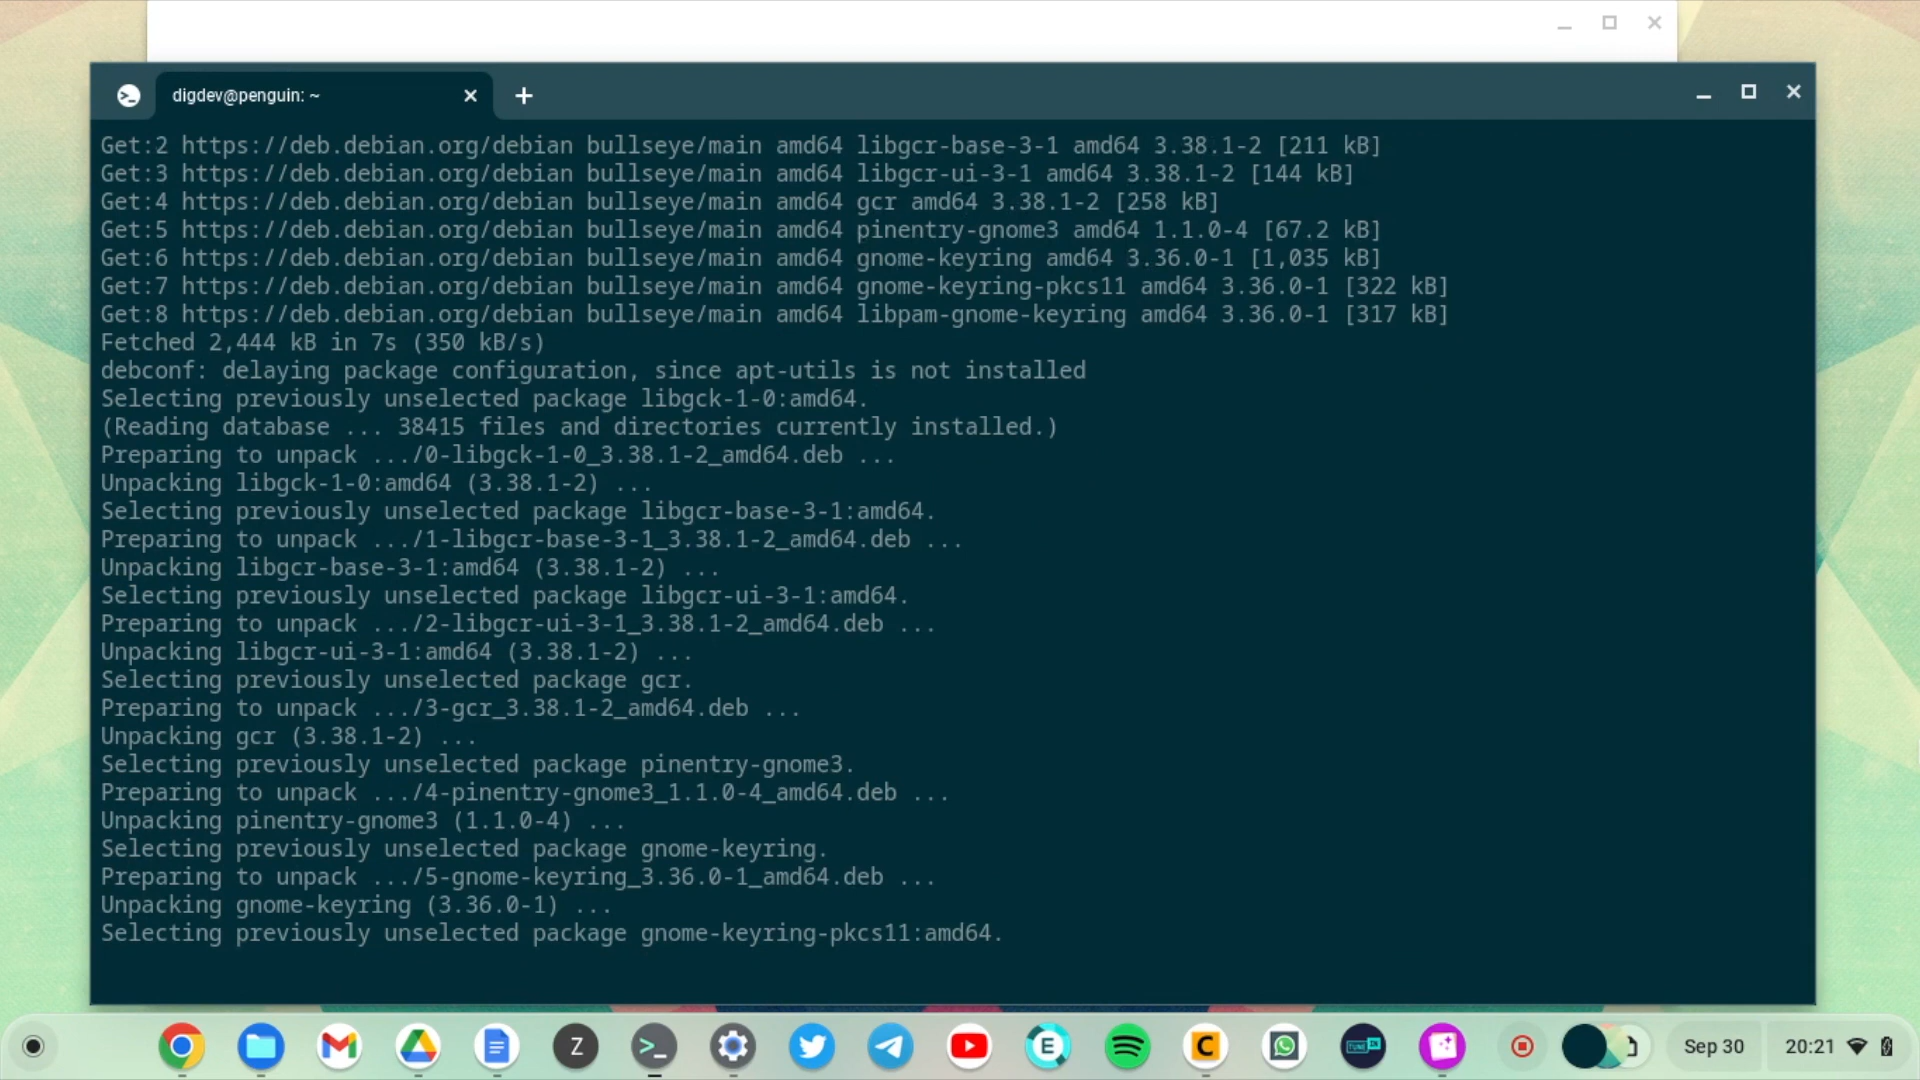 digdev@penguin: ~
Get:2 https://deb.debian.org/debian bullseye/main amd64 libgcr-base-3-1 amd64 3.38.1-2 [211 kB]
Get:3 https://deb.debian.org/debian bullseye/main amd64 libgcr-ui-3-1 amd64 3.38.1-2 [144 kB]
Get:4 https://deb.debian.org/debian bullseye/main amd64 gcr amd64 3.38.1-2 [258 kB]
Get:5 https://deb.debian.org/debian bullseye/main amd64 pinentry-gnome3 amd64 1.1.0-4 [67.2 kB]
Get:6 https://deb.debian.org/debian bullseye/main amd64 gnome-keyring amd64 3.36.0-1 [1,035 kB]
Get:7 https://deb.debian.org/debian bullseye/main amd64 gnome-keyring-pkcs11 amd64 3.36.0-1 [322 kB]
Get:8 https://deb.debian.org/debian bullseye/main amd64 libpam-gnome-keyring amd64 3.36.0-1 [317 kB]
Fetched 2,444 kB in 7s (350 kB/s)
debconf: delaying package configuration, since apt-utils is not installed
Selecting previously unselected package libgck-1-0:amd64.
(Reading database ... 38415 files and directories currently installed.)
Preparing to unpack .../0-libgck-1-0_3.38.1-2_amd64.deb ...
Unpacking libgck-1-0:amd64 (3.38.1-2) ...
Selecting previously unselected package libgcr-base-3-1:amd64.
Preparing to unpack .../1-libgcr-base-3-1_3.38.1-2_amd64.deb ...
Unpacking libgcr-base-3-1:amd64 (3.38.1-2) ...
Selecting previously unselected package libgcr-ui-3-1:amd64.
Preparing to unpack .../2-libgcr-ui-3-1_3.38.1-2_amd64.deb ...
Unpacking libgcr-ui-3-1:amd64 (3.38.1-2) ...
Selecting previously unselected package gcr.
Preparing to unpack .../3-gcr_3.38.1-2_amd64.deb ...
Unpacking gcr (3.38.1-2) ...
Selecting previously unselected package pinentry-gnome3.
Preparing to unpack .../4-pinentry-gnome3_1.1.0-4_amd64.deb ...
Unpacking pinentry-gnome3 (1.1.0-4) ...
Selecting previously unselected package gnome-keyring.
Preparing to unpack .../5-gnome-keyring_3.36.0-1_amd64.deb ...
Unpacking gnome-keyring (3.36.0-1) ...
Selecting previously unselected package gnome-keyring-pkcs11:amd64.
Z >_ E C TUNE IN Sep 30 20:21